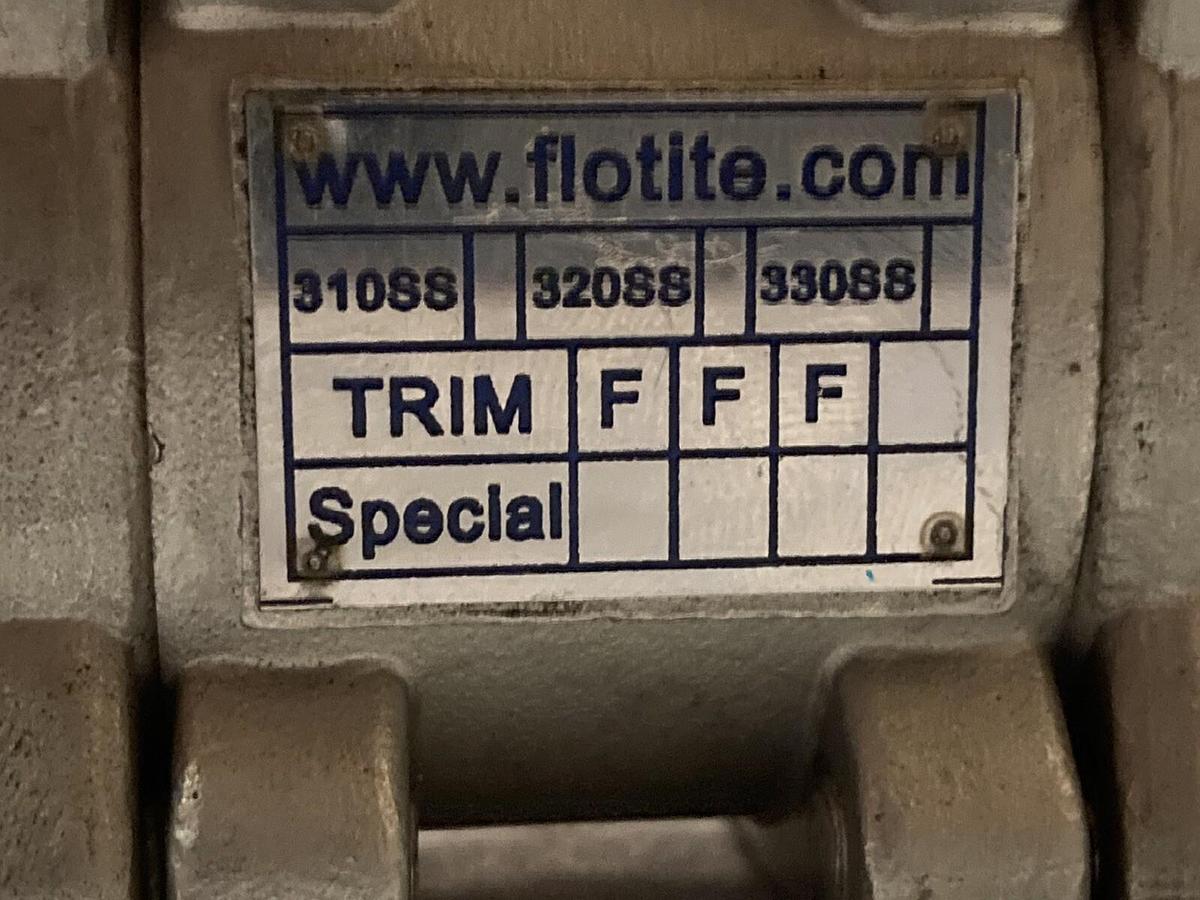 www.flotite.com
310SS 320SS 330SS
TRIM F F F
Special